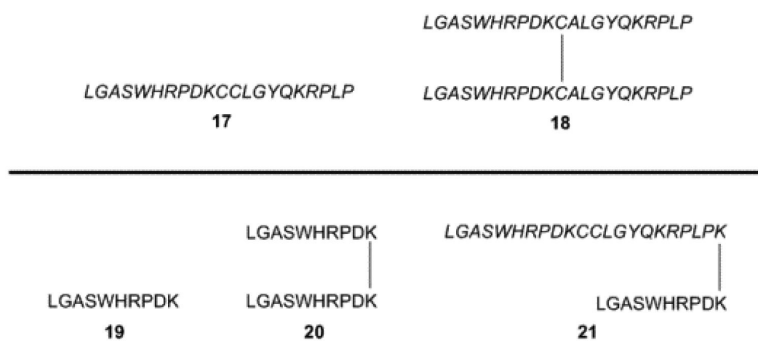 LGASWHRPDKCALGYQKRPLP
LGASWHRPDKCCLGYQKRPLP
LGASWHRPDKCALGYQKRPLP
17
18
LGASWHRPDK
LGASWHRPDKCCLGYQKRPLPK
LGASWHRPDK
LGASWHRPDK
LGASWHRPDK
19
20
21